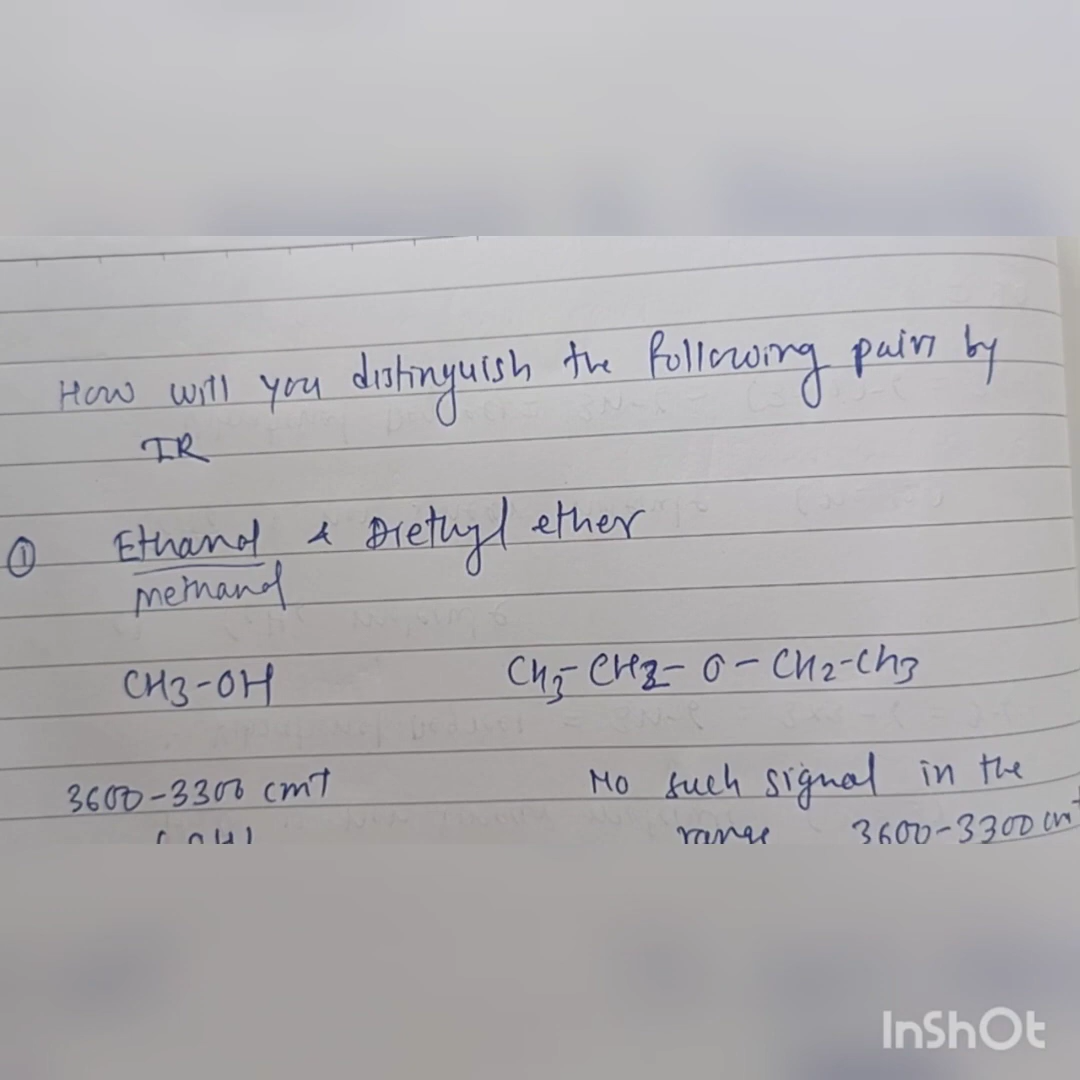 How will you distinguish the following pairs by
IR
① Ethanol & Diethyl ether
methanol
CH3-OH CH3-CH2-O-CH2-CH3
3600-3300 cm-1 No such signal in the
(OH) range 3600-3300 cm-1
InShOt